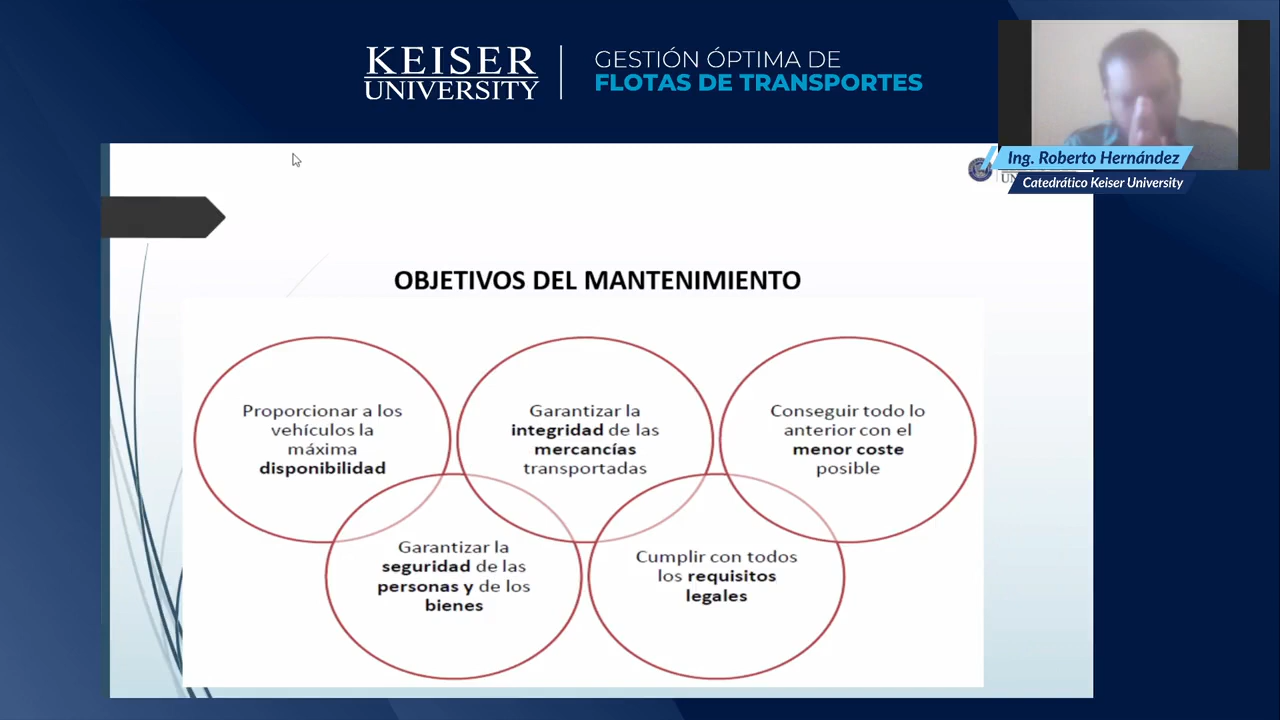 KEISER
UNIVERSITY
GESTIÓN ÓPTIMA DE
FLOTAS DE TRANSPORTES
Ing. Roberto Hernández
Catedrático Keiser University
OBJETIVOS DEL MANTENIMIENTO
Proporcionar a los
vehículos la
máxima
disponibilidad
Garantizar la
integridad de las
mercancías
transportadas
Conseguir todo lo
anterior con el
menor coste
posible
Garantizar la
seguridad de las
personas y de los
bienes
Cumplir con todos
los requisitos
legales